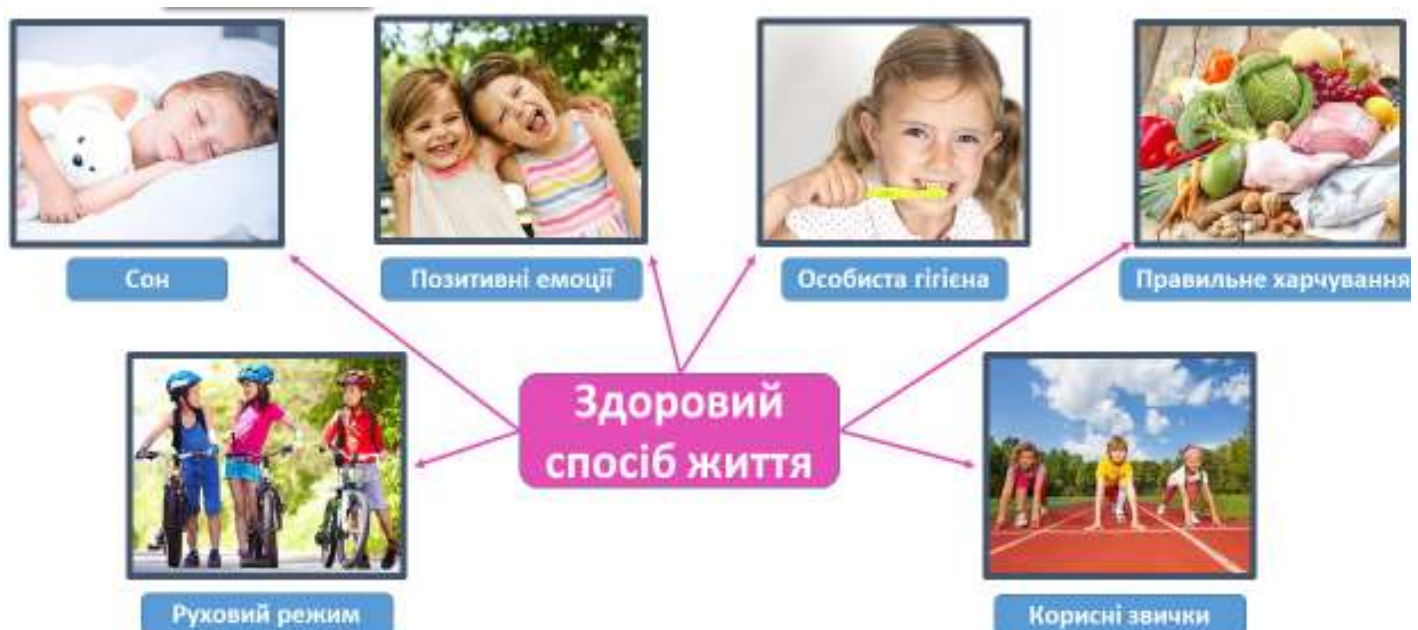 Сон
Позитивні емоції
Особиста гігієна
Правильне харчування
Здоровий
спосіб життя
Руховий режим
Корисні звички